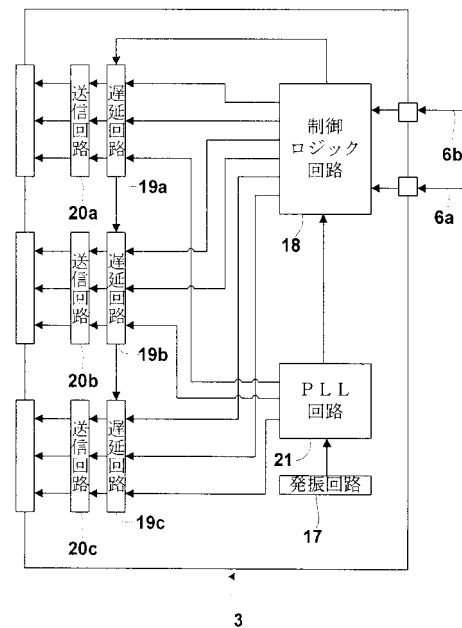 送信回路
遅延回路
制御
ロジック
回路
6b
6a
20a
19a
18
送信回路
遅延回路
20b
19b
PLL
回路
21
送信回路
遅延回路
発振回路
20c
19c
17
3